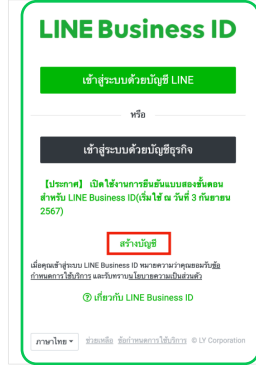 LINE Business ID
เข้าสู่ระบบด้วยบัญชี LINE
หรือ
เข้าสู่ระบบด้วยบัญชีธุรกิจ
【ประกาศ】 เปิดใช้งานการยืนยันแบบสองขั้นตอน
สำหรับ LINE Business ID(เริ่มใช้ ณ วันที่ 3 กันยายน
2567)
สร้างบัญชี
เมื่อคุณเข้าสู่ระบบ LINE Business ID หมายความว่าคุณยอมรับข้อ
กำหนดการใช้บริการ และรับทราบนโยบายความเป็นส่วนตัว
เกี่ยวกับ LINE Business ID
ภาษาไทย ช่วยเหลือ ข้อกำหนดการใช้บริการ © LY Corporation